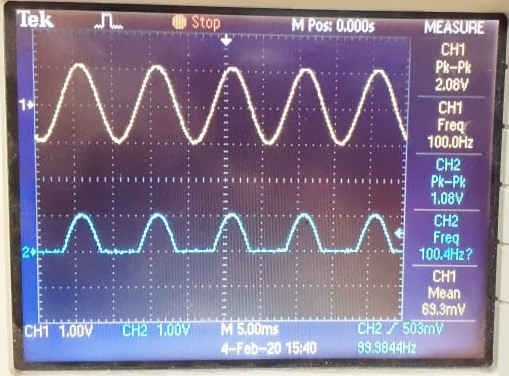 Tek Stop M Pos: 0.000s MEASURE
CH1
Pk-Pk
2.08V
1
CH1
Freq
100.0Hz
CH2
Pk-Pk
1.08V
CH2
Freq
2
100.4Hz?
CH1
Mean
69.3mV
CH1 1.00V CH2 1.00V M 5.00ms CH2 503mV
4-Feb-20 15:40 99.9844Hz